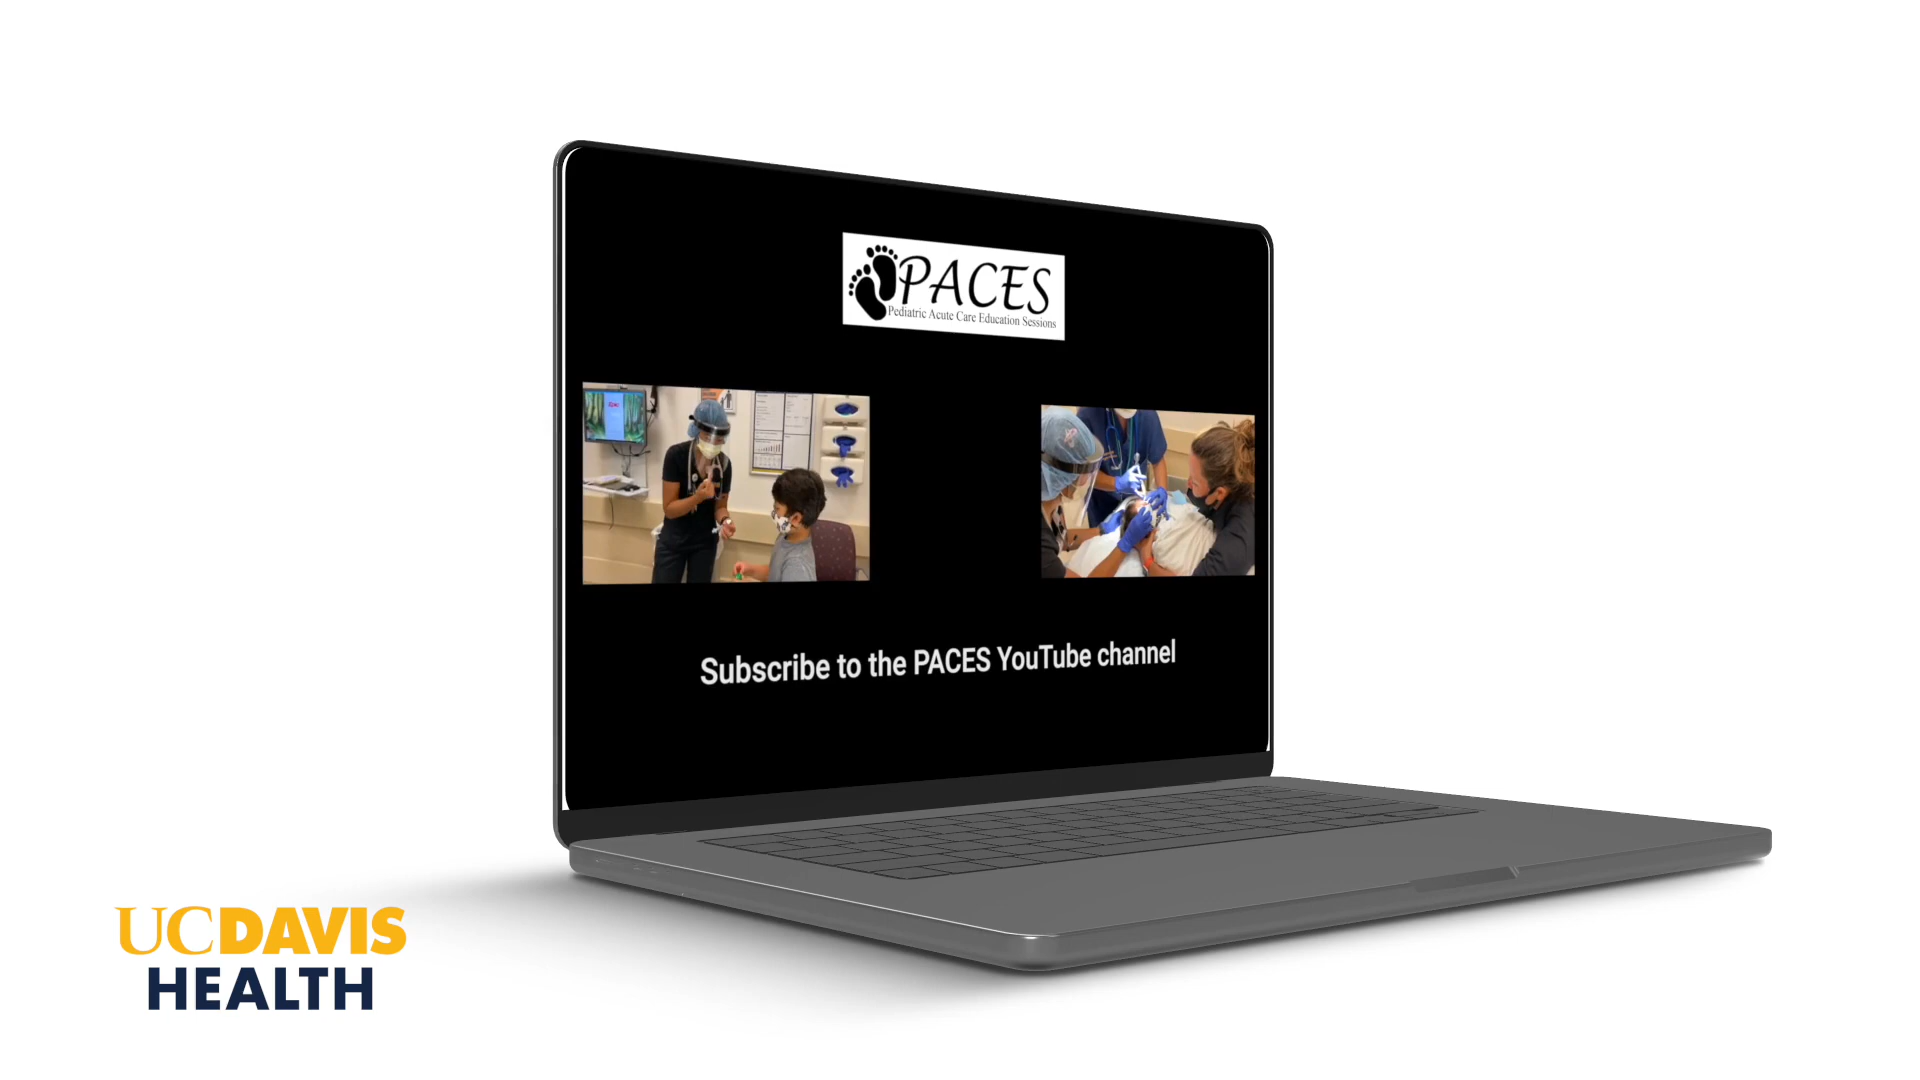 PACES
Pediatric Acute Care Education Sessions
Subscribe to the PACES YouTube channel
UCDAVIS
HEALTH